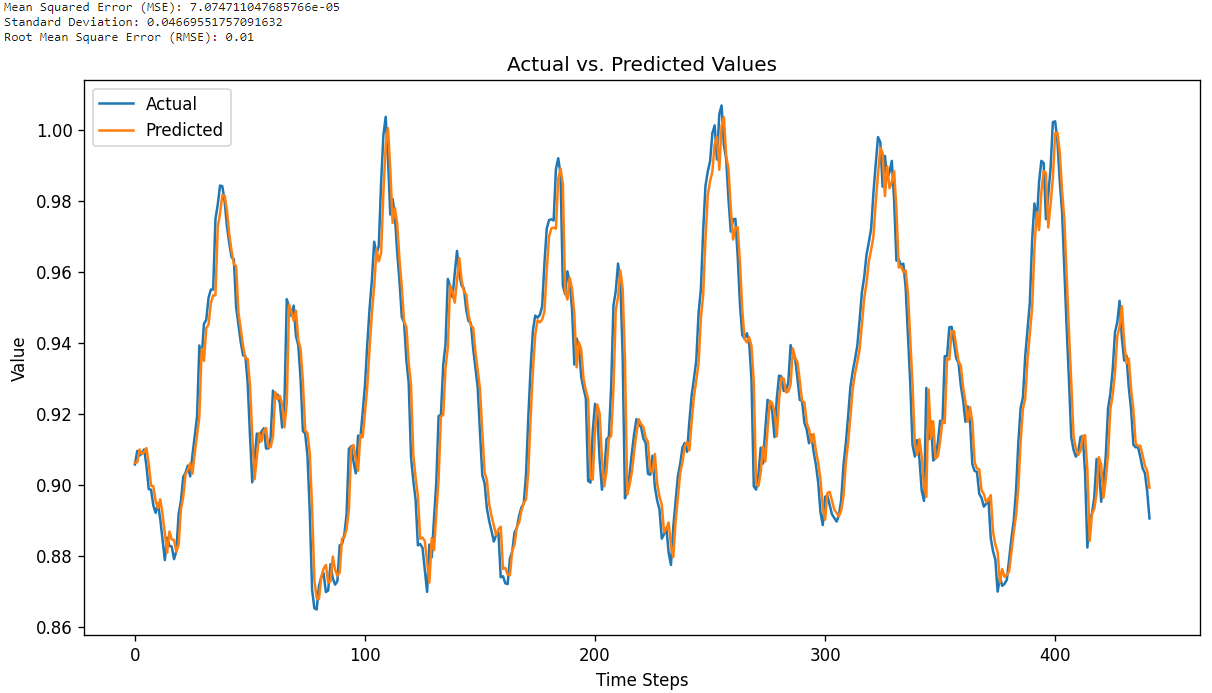 Mean Squared Error (MSE): 7.074711047685766e-05
Standard Deviation: 0.04669551757091632
Root Mean Square Error (RMSE): 0.01
Actual vs. Predicted Values
Actual
Predicted
1.00
0.98
0.96
0.94
0.92
0.90
0.88
0.86
Value
0
100
200
300
400
Time Steps